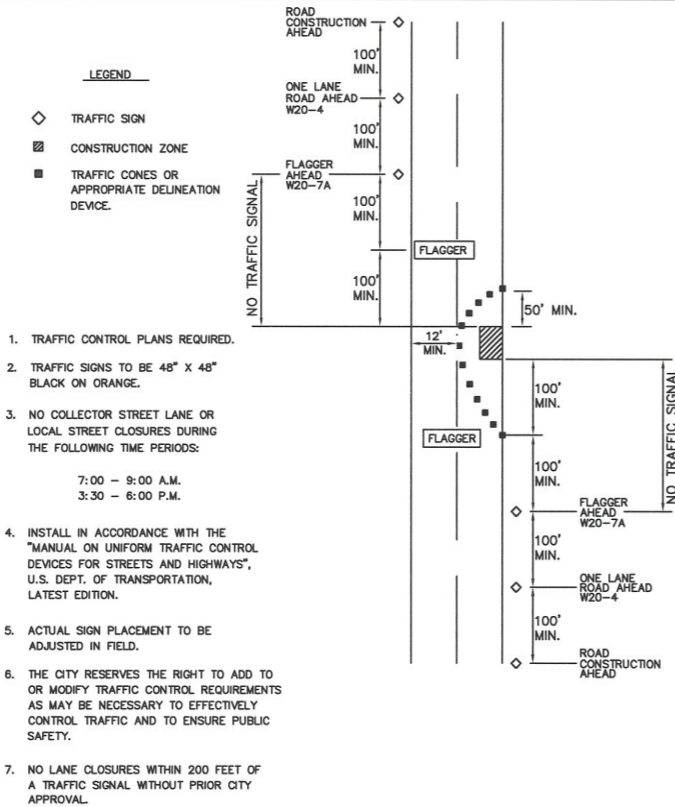 LEGEND
TRAFFIC SIGN
CONSTRUCTION ZONE
TRAFFIC CONES OR
APPROPRIATE DELINEATION
DEVICE.
1. TRAFFIC CONTROL PLANS REQUIRED.
2. TRAFFIC SIGNS TO BE 48" X 48"
BLACK ON ORANGE.
3. NO COLLECTOR STREET LANE OR
LOCAL STREET CLOSURES DURING
THE FOLLOWING TIME PERIODS:
7:00 - 9:00 A.M.
3:30 - 6:00 P.M.
4. INSTALL IN ACCORDANCE WITH THE
"MANUAL ON UNIFORM TRAFFIC CONTROL
DEVICES FOR STREETS AND HIGHWAYS",
U.S. DEPT. OF TRANSPORTATION,
LATEST EDITION.
5. ACTUAL SIGN PLACEMENT TO BE
ADJUSTED IN FIELD.
6. THE CITY RESERVES THE RIGHT TO ADD TO
OR MODIFY TRAFFIC CONTROL REQUIREMENTS
AS MAY BE NECESSARY TO EFFECTIVELY
CONTROL TRAFFIC AND TO ENSURE PUBLIC
SAFETY.
7. NO LANE CLOSURES WITHIN 200 FEET OF
A TRAFFIC SIGNAL WITHOUT PRIOR CITY
APPROVAL.
ROAD
CONSTRUCTION
AHEAD
100'
MIN.
ONE LANE
ROAD AHEAD
W20-4
100'
MIN.
FLAGGER
AHEAD
W20-7A
NO TRAFFIC SIGNAL
100'
MIN.
FLAGGER
100'
MIN.
50' MIN.
12'
MIN.
100'
MIN.
NO TRAFFIC SIGNAL
FLAGGER
100'
MIN.
FLAGGER
AHEAD
W20-7A
100'
MIN.
ONE LANE
ROAD AHEAD
W20-4
100'
MIN.
ROAD
CONSTRUCTION
AHEAD